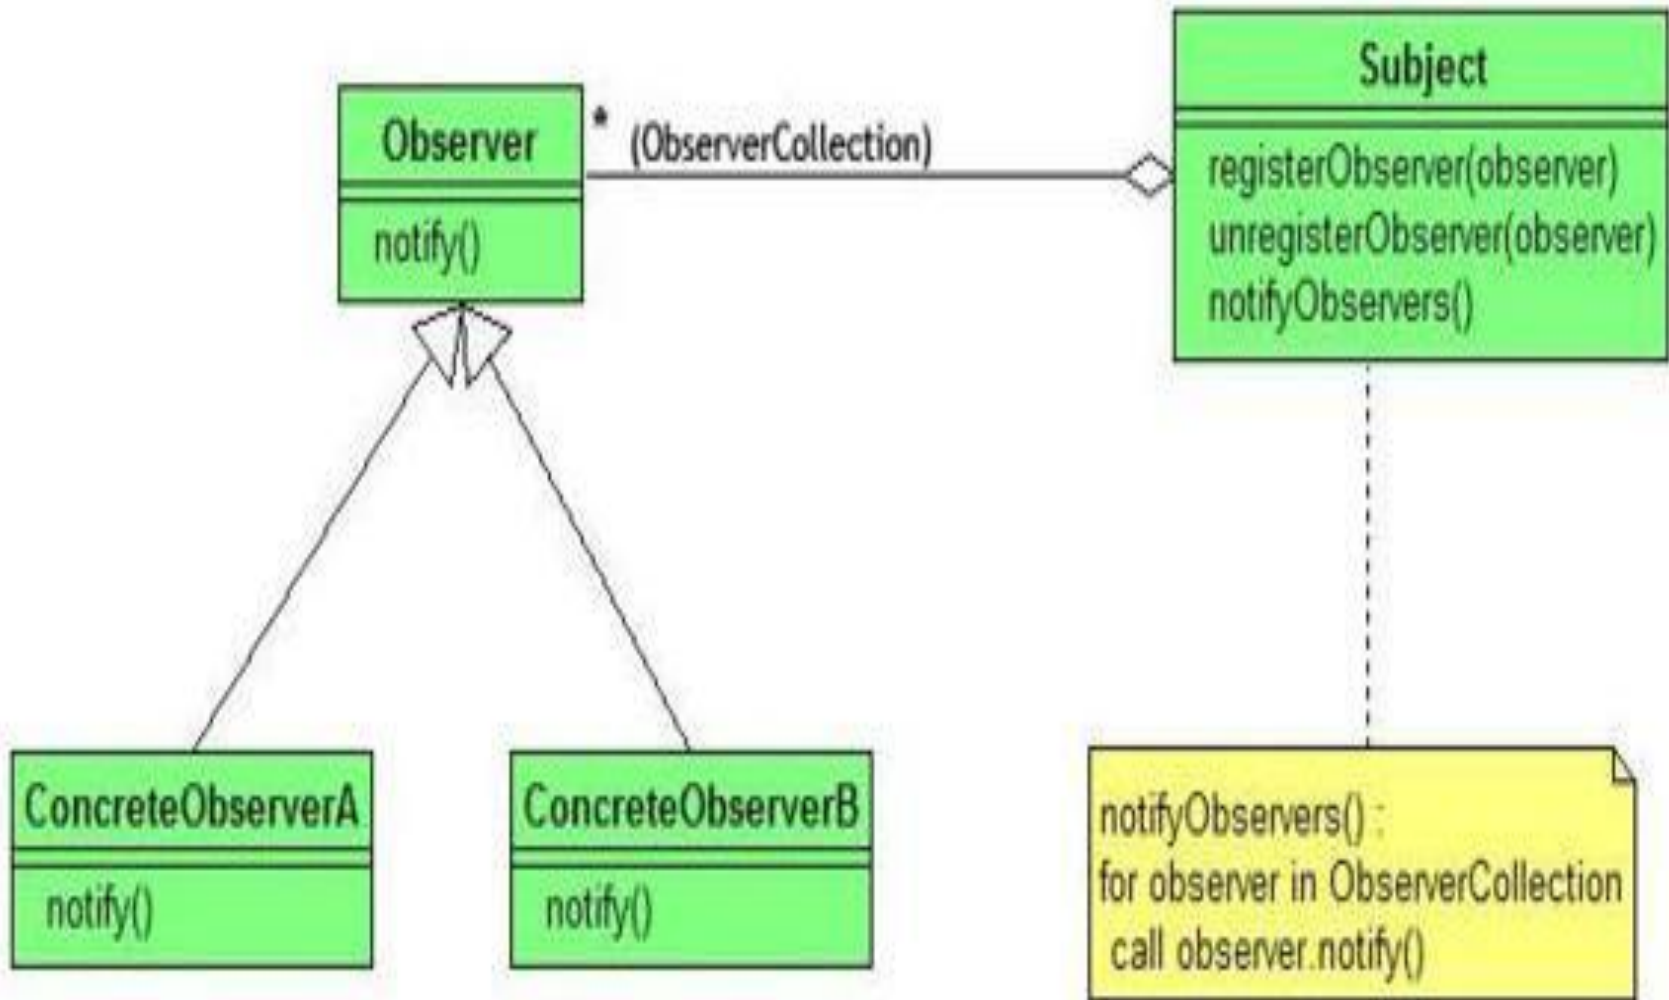 Subject
registerObserver(observer)
unregisterObserver(observer)
notifyObservers()
Observer
notify()
*
(ObserverCollection)
ConcreteObserverA
notify()
ConcreteObserverB
notify()
notifyObservers() :
for observer in ObserverCollection
call observer.notify()